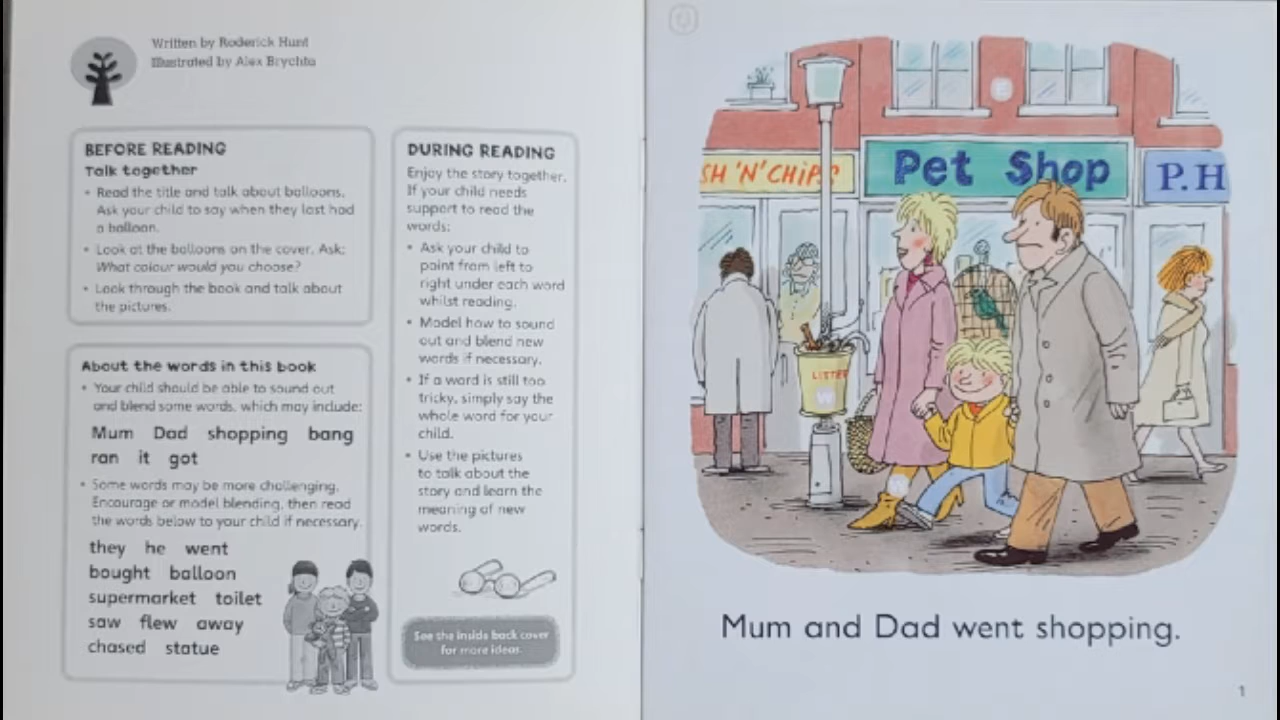 Written by Roderick Hunt
Illustrated by Alex Brychta
BEFORE READING
Talk together
• Read the title and talk about balloons.
Ask your child to say when they last had
a balloon.
• Look at the balloons on the cover. Ask:
What colour would you choose?
• Look through the book and talk about
the pictures.
About the words in this book
• Your child should be able to sound out
and blend some words, which may include:
Mum Dad shopping bang
ran it got
• Some words may be more challenging.
Encourage or model blending, then read
the words below to your child if necessary.
they he went
bought balloon
supermarket toilet
saw flew away
chased statue
DURING READING
Enjoy the story together.
If your child needs
support to read the
words:
• Ask your child to
point from left to
right under each word
whilst reading.
• Model how to sound
out and blend new
words if necessary.
• If a word is still too
tricky, simply say the
whole word for your
child.
• Use the pictures
to talk about the
story and learn the
meaning of new
words.
See the inside back cover
for more ideas.
SH 'N' CHIPS
Pet Shop
P.H
LITTER
Mum and Dad went shopping.
1